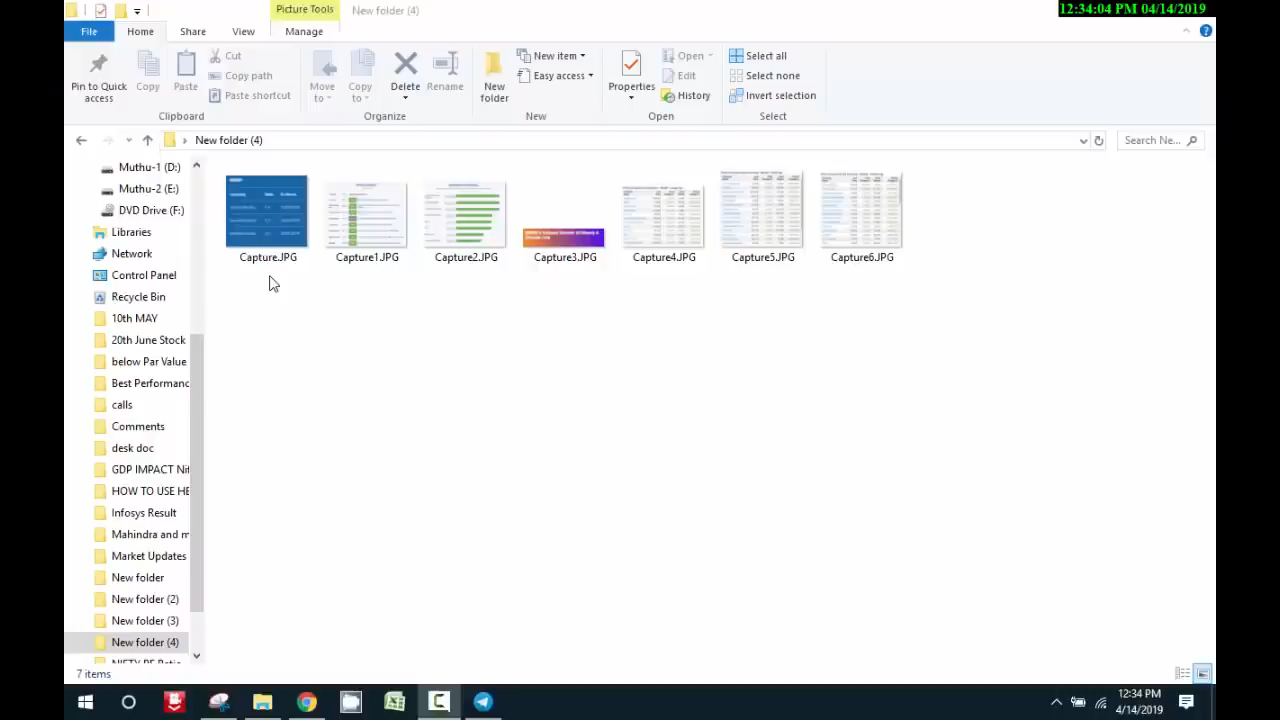 Picture Tools
New folder (4)
12:34:04 PM 04/14/2019
File
Home
Share
View
Manage
Pin to Quick access
Copy
Paste
Cut
Copy path
Paste shortcut
Move to
Copy to
Delete
Rename
New folder
New item
Easy access
Properties
Open
Edit
History
Select all
Select none
Invert selection
Clipboard
Organize
New
Open
Select
New folder (4)
Search Ne...
Muthu-1 (D:)
Muthu-2 (E:)
DVD Drive (F:)
Libraries
Network
Control Panel
Recycle Bin
10th MAY
20th June Stock
below Par Value
Best Performanc
calls
Comments
desk doc
GDP IMPACT Nif
HOW TO USE HE
Infosys Result
Mahindra and m
Market Updates
New folder
New folder (2)
New folder (3)
New folder (4)
Capture.JPG
Capture1.JPG
Capture2.JPG
Capture3.JPG
Capture4.JPG
Capture5.JPG
Capture6.JPG
7 items
12:34 PM
4/14/2019